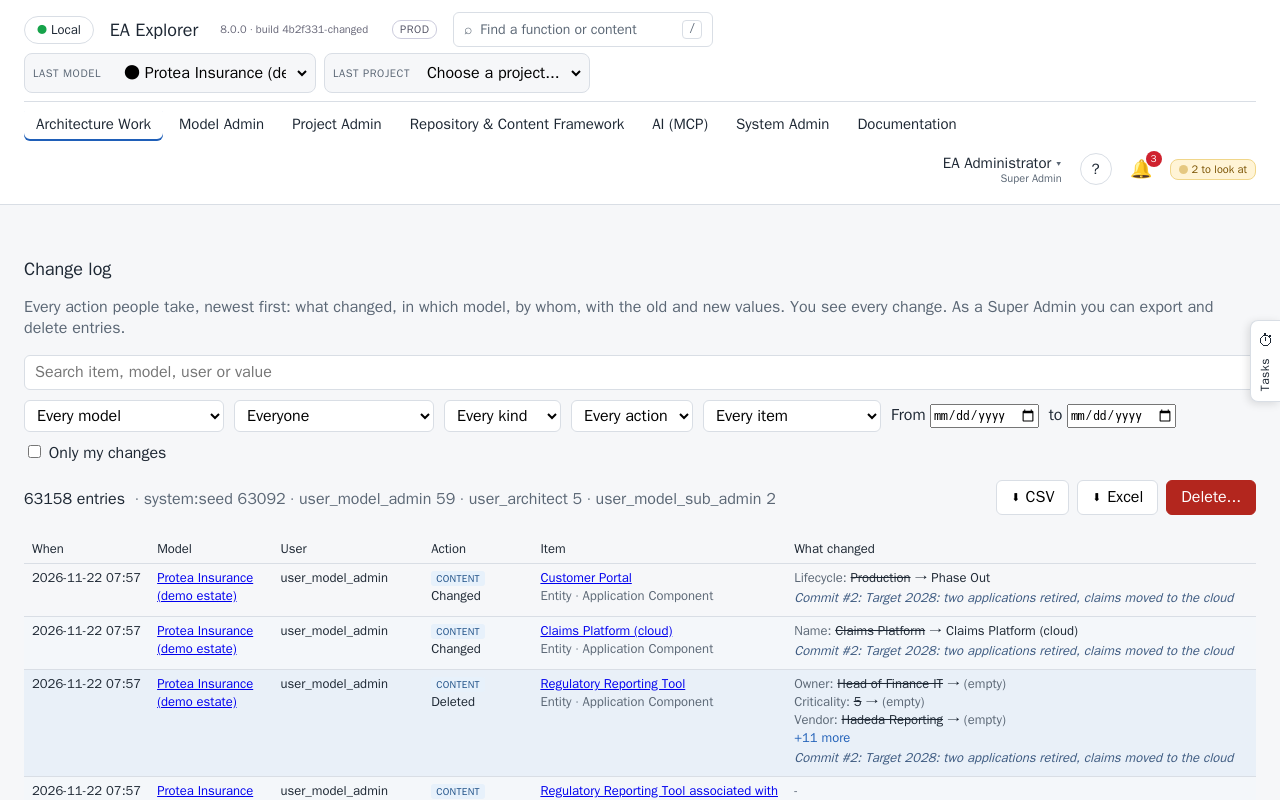 Local
EA Explorer
8.0.0 · build 4b2f331-changed
PROD
Find a function or content
/
LAST MODEL
Protea Insurance (de
LAST PROJECT
Choose a project...
Architecture Work
Model Admin
Project Admin
Repository & Content Framework
AI (MCP)
System Admin
Documentation
EA Administrator
Super Admin
?
3
2 to look at
Change log
Every action people take, newest first: what changed, in which model, by whom, with the old and new values. You see every change. As a Super Admin you can export and
delete entries.
Tasks
Search item, model, user or value
Every model
Everyone
Every kind
Every action
Every item
From mm/dd/yyyy to mm/dd/yyyy
Only my changes
63158 entries · system:seed 63092 · user_model_admin 59 · user_architect 5 · user_model_sub_admin 2
CSV
Excel
Delete...
When Model User Action Item What changed
2026-11-22 07:57 Protea Insurance user_model_admin CONTENT Customer Portal Lifecycle: Production → Phase Out
(demo estate) Changed Entity · Application Component Commit #2: Target 2028: two applications retired, claims moved to the cloud
2026-11-22 07:57 Protea Insurance user_model_admin CONTENT Claims Platform (cloud) Name: Claims Platform → Claims Platform (cloud)
(demo estate) Changed Entity · Application Component Commit #2: Target 2028: two applications retired, claims moved to the cloud
2026-11-22 07:57 Protea Insurance user_model_admin CONTENT Regulatory Reporting Tool Owner: Head of Finance IT → (empty)
(demo estate) Deleted Entity · Application Component Criticality: 5 → (empty)
Vendor: Hadeda Reporting → (empty)
+11 more
Commit #2: Target 2028: two applications retired, claims moved to the cloud
2026-11-22 07:57 Protea Insurance user_model_admin CONTENT Regulatory Reporting Tool associated with -